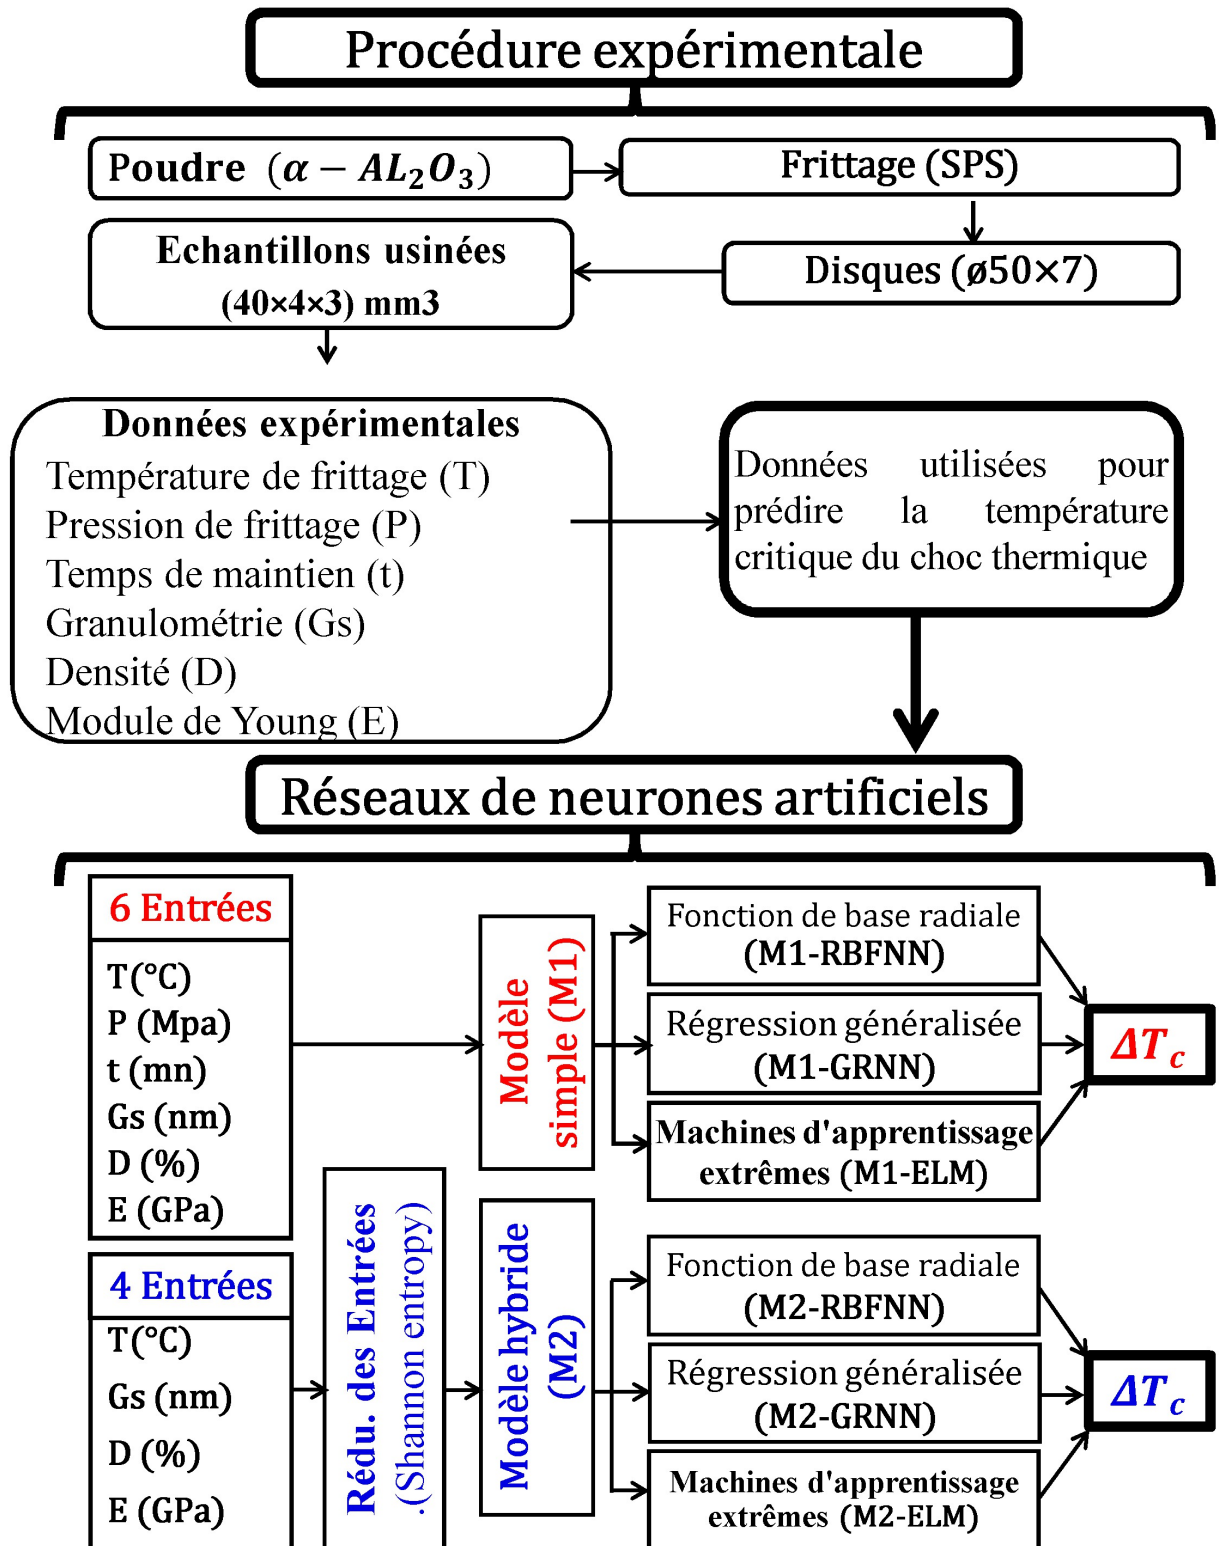 Procédure expérimentale
Poudre (α − AL₂O₃)
Frittage (SPS)
Echantillons usinées
(40×4×3) mm3
Disques (ø50×7)
Données expérimentales
Température de frittage (T)
Pression de frittage (P)
Temps de maintien (t)
Granulométrie (Gs)
Densité (D)
Module de Young (E)
Données utilisées pour
prédire la température
critique du choc thermique
Réseaux de neurones artificiels
6 Entrées
T(°C)
P (Mpa)
t (mn)
Gs (nm)
D (%)
E (GPa)
Modèle
simple (M1)
Fonction de base radiale
(M1-RBFNN)
Régression généralisée
(M1-GRNN)
Machines d'apprentissage
extrêmes (M1-ELM)
ΔT_c
4 Entrées
T(°C)
Gs (nm)
D (%)
E (GPa)
Rédu. des Entrées
.(Shannon entropy)
Modèle hybride
(M2)
Fonction de base radiale
(M2-RBFNN)
Régression généralisée
(M2-GRNN)
Machines d'apprentissage
extrêmes (M2-ELM)
ΔT_c